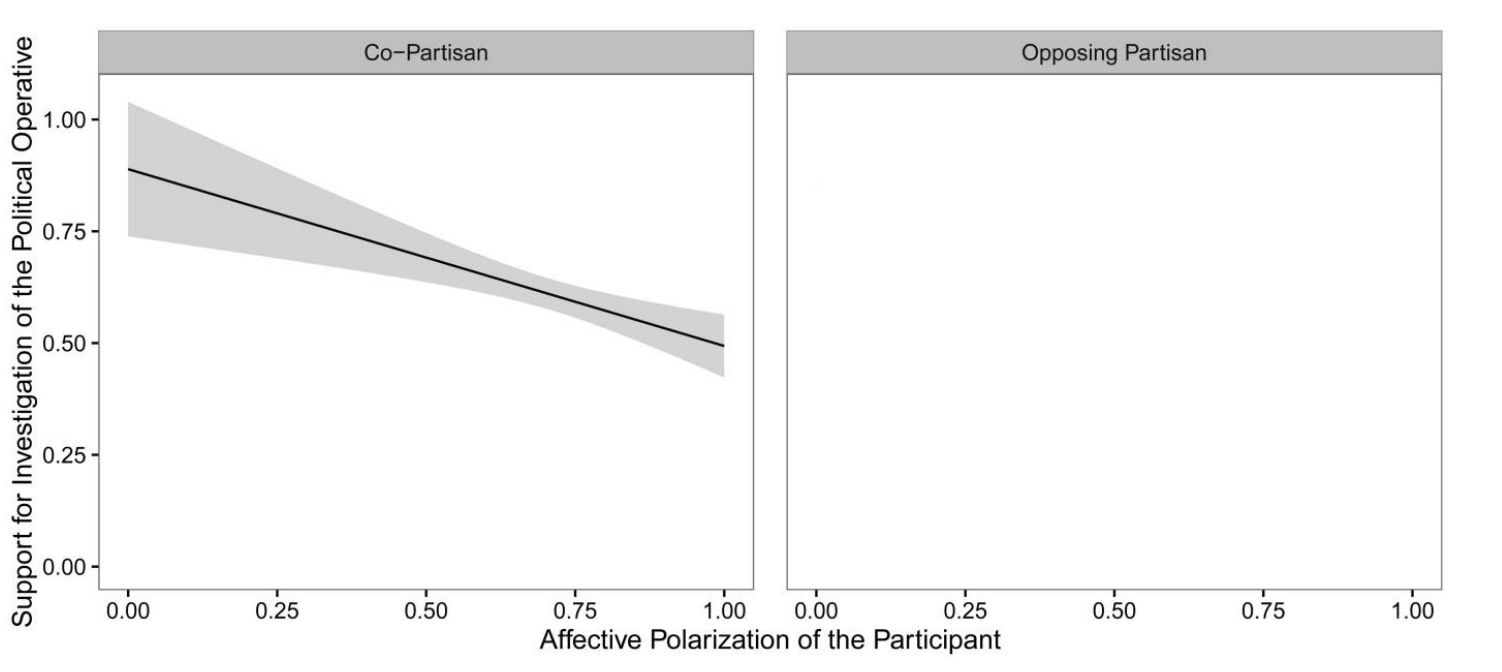 Co−Partisan
Opposing Partisan
Support for Investigation of the Political Operative
1.00
0.75
0.50
0.25
0.00
0.00 0.25 0.50 0.75 1.00
0.00 0.25 0.50 0.75 1.00
Affective Polarization of the Participant